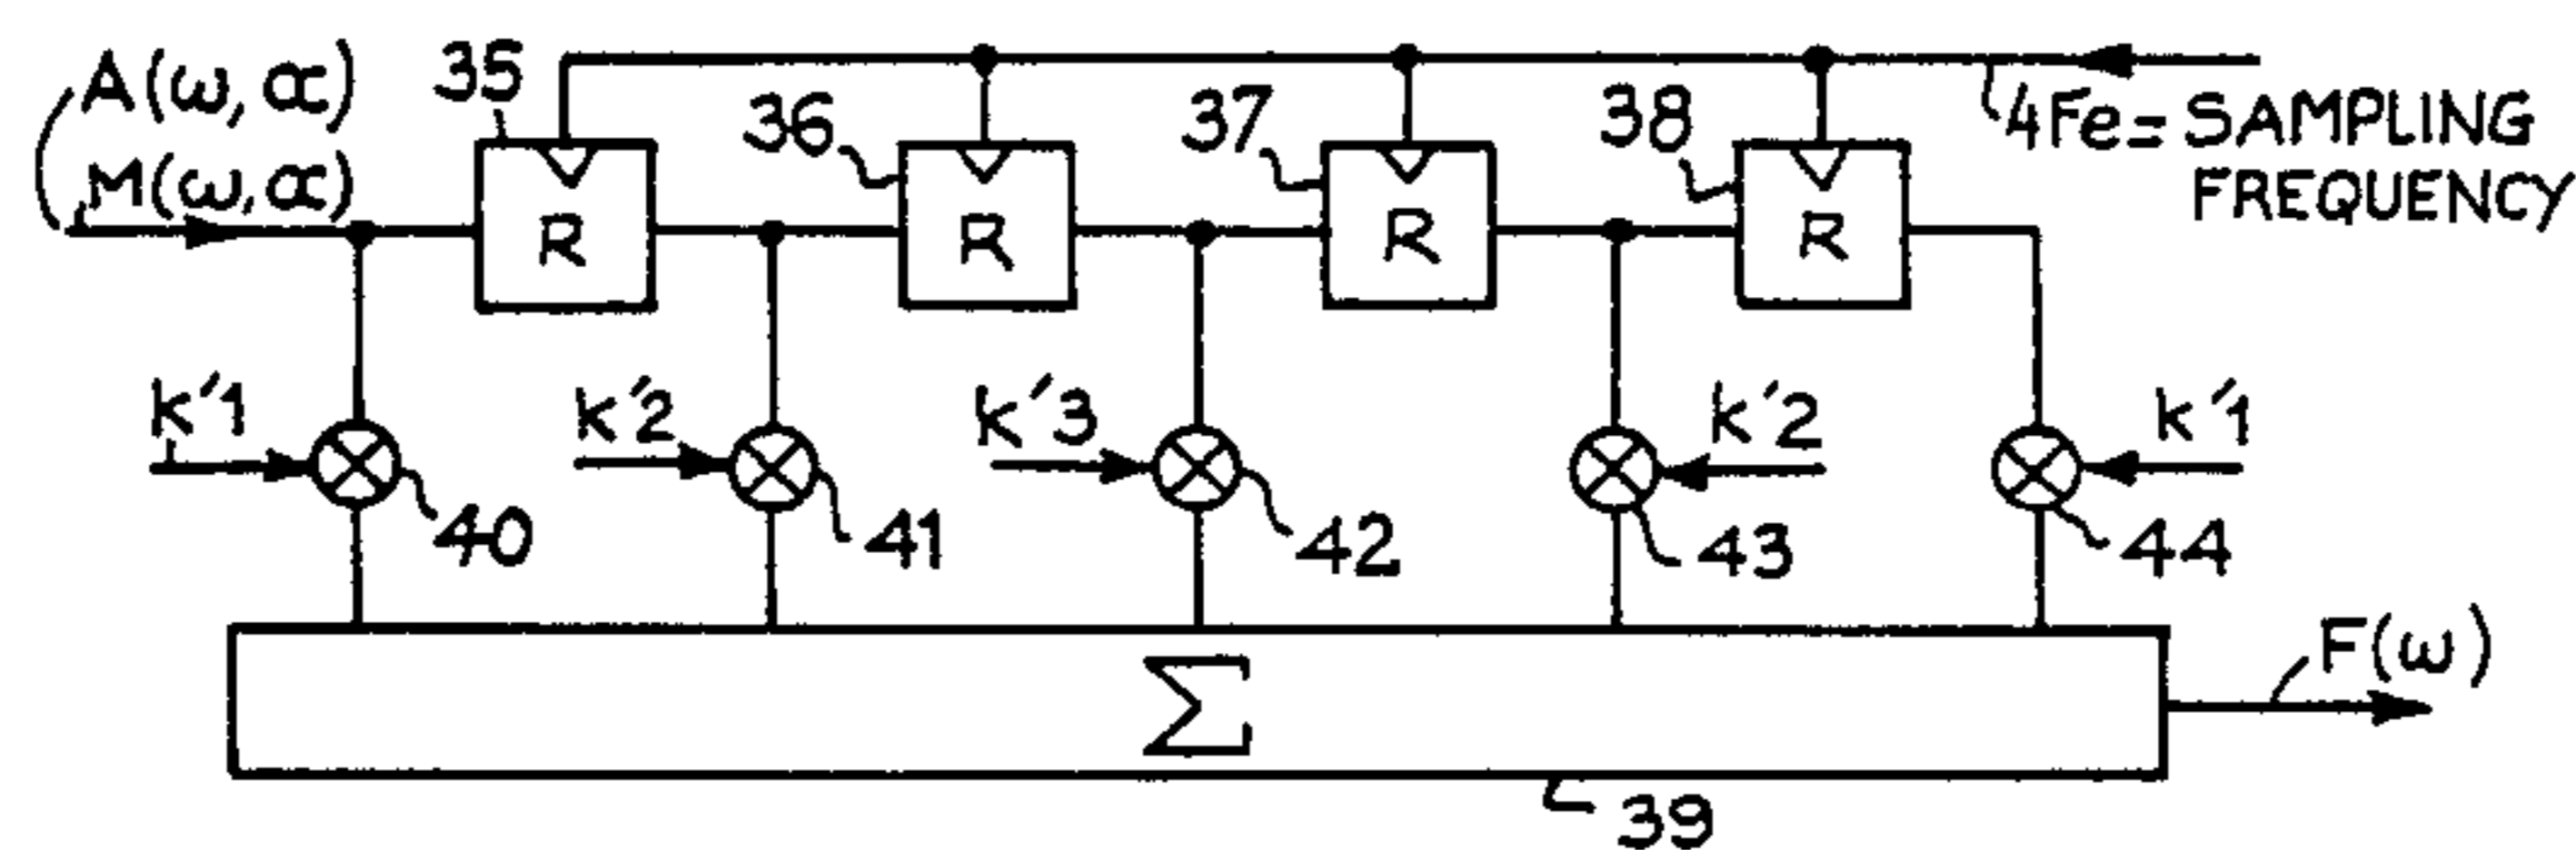 A(ω,α)
M(ω,α)
35
36
37
38
4Fe= SAMPLING
FREQUENCY
R
R
R
R
k'1
k'2
k'3
k'2
k'1
40
41
42
43
44
Σ
F(ω)
39